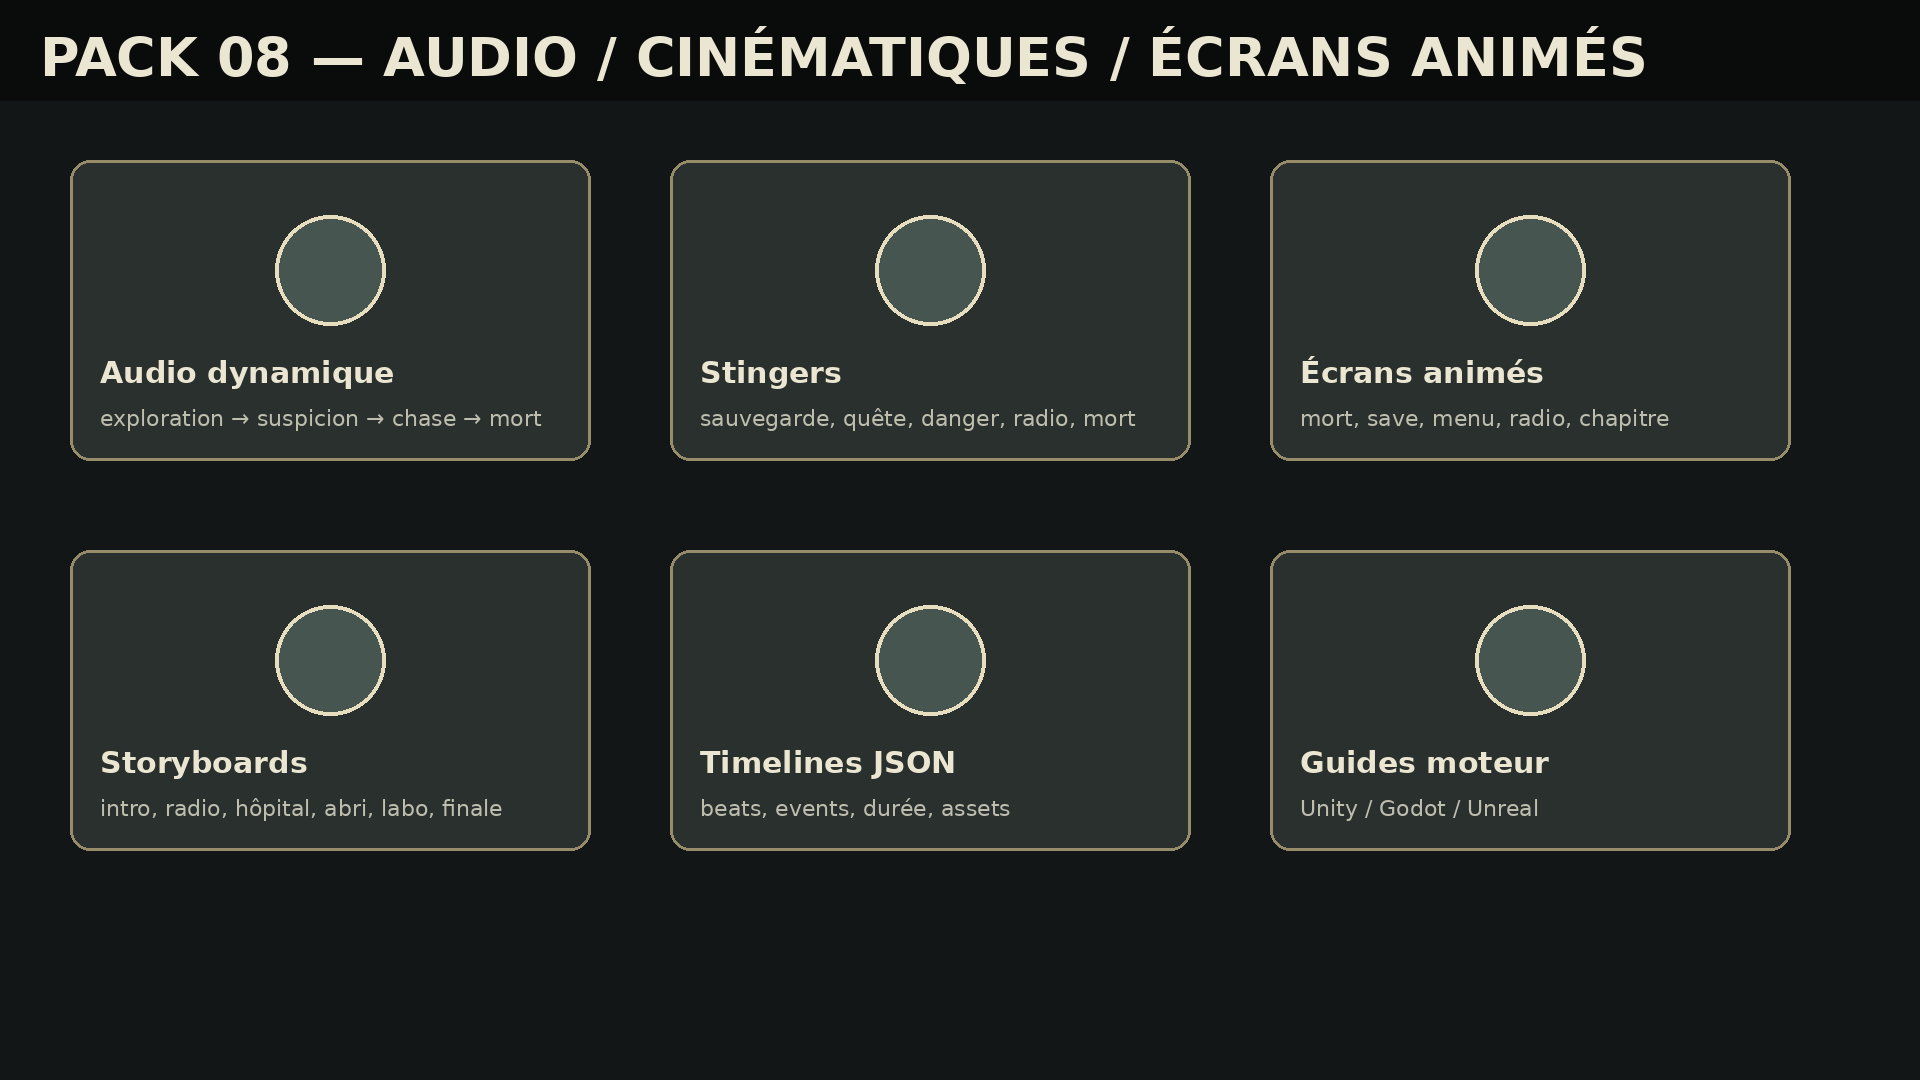 PACK 08 — AUDIO / CINÉMATIQUES / ÉCRANS ANIMÉS
Audio dynamique
exploration → suspicion → chase → mort
Stingers
sauvegarde, quête, danger, radio, mort
Écrans animés
mort, save, menu, radio, chapitre
Storyboards
intro, radio, hôpital, abri, labo, finale
Timelines JSON
beats, events, durée, assets
Guides moteur
Unity / Godot / Unreal